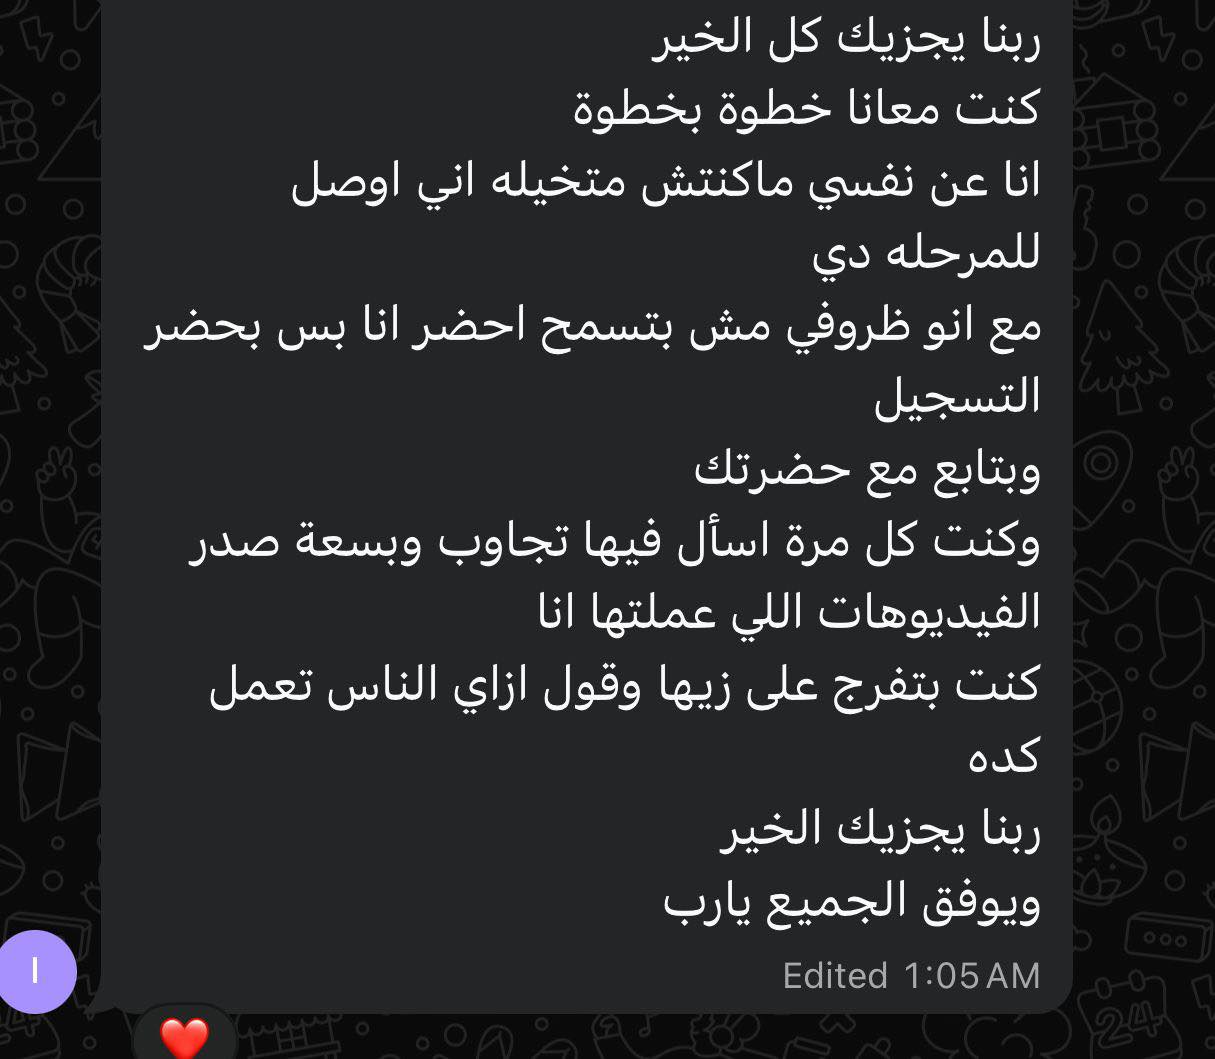 ربنا يجزيك كل الخير
كنت معانا خطوة بخطوة
انا عن نفسي ماكنتش متخيله اني اوصل
للمرحله دي
مع انو ظروفي مش بتسمح احضر انا بس بحضر
التسجيل
وبتابع مع حضرتك
وكنت كل مرة اسأل فيها تجاوب وبسعة صدر
الفيديوهات اللي عملتها انا
كنت بتفرج على زيها وقول ازاي الناس تعمل
كده
ربنا يجزيك الخير
ويوفق الجميع يارب
Edited 1:05 AM
ا